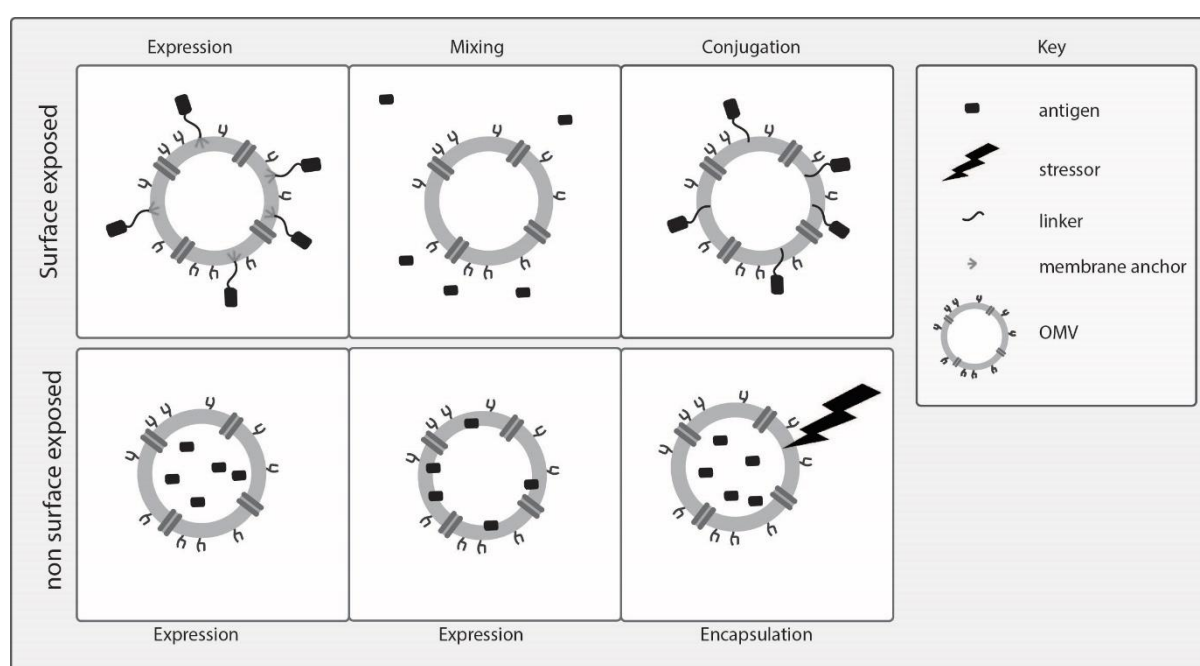 Expression
Mixing
Conjugation
Key
Surface exposed
antigen
stressor
linker
membrane anchor
OMV
non surface exposed
Expression
Expression
Encapsulation